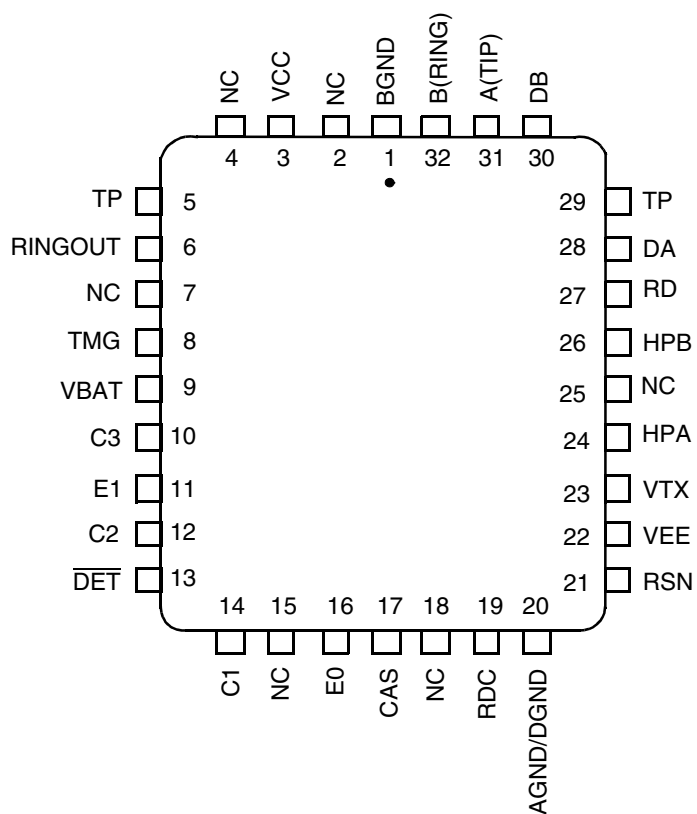 NC VCC NC BGND B(RING) A(TIP) DB
4 3 2 1 32 31 30
TP 5 29 TP
RINGOUT 6 28 DA
NC 7 27 RD
TMG 8 26 HPB
VBAT 9 25 NC
C3 10 24 HPA
E1 11 23 VTX
C2 12 22 VEE
D̅E̅T̅ 13 21 RSN
14 15 16 17 18 19 20
C1 NC E0 CAS NC RDC AGND/DGND